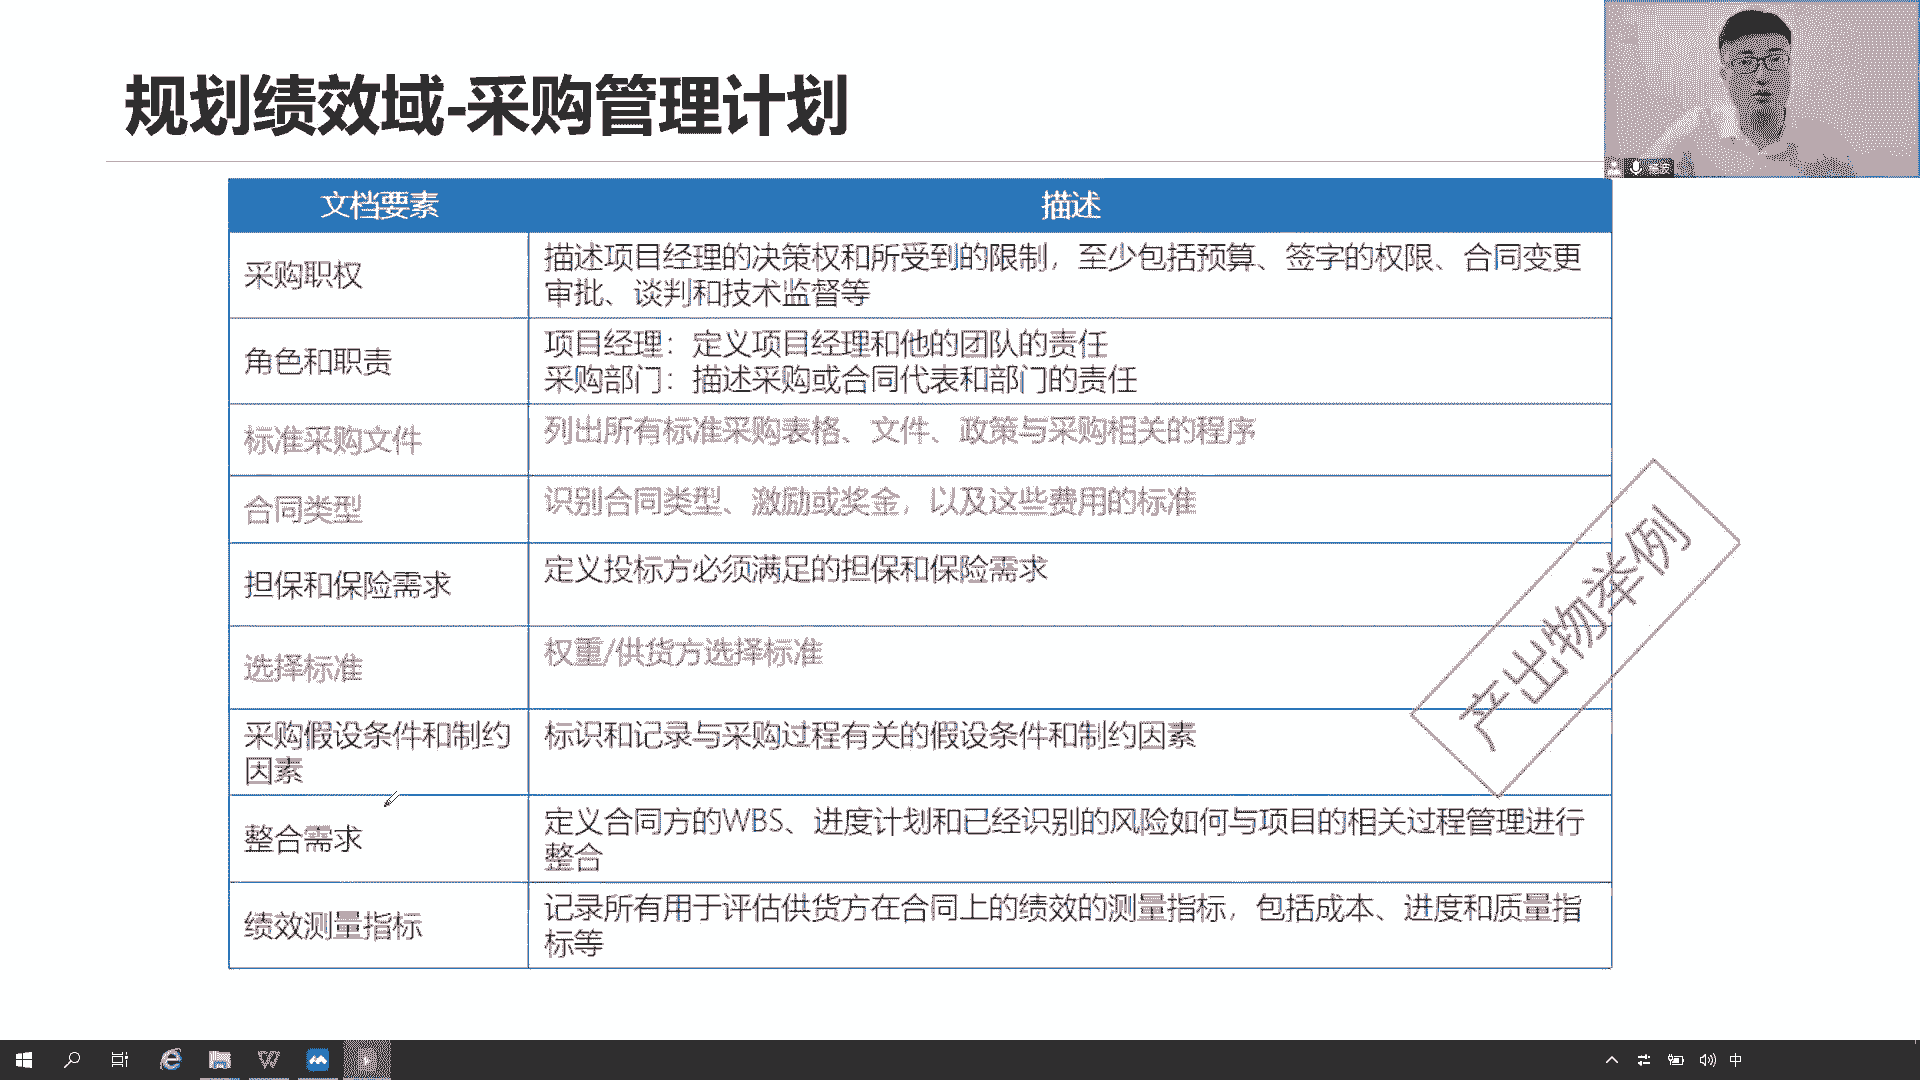 规划绩效域-采购管理计划
文档要素
描述
采购职权
描述项目经理的决策权和所受到的限制，至少包括预算、签字的权限、合同变更
审批、谈判和技术监督等
角色和职责
项目经理：定义项目经理和他的团队的责任
采购部门：描述采购或合同代表和部门的责任
标准采购文件
列出所有标准采购表格、文件、政策与采购相关的程序
合同类型
识别合同类型、激励或奖金，以及这些费用的标准
担保和保险需求
定义投标方必须满足的担保和保险需求
选择标准
权重/供货方选择标准
采购假设条件和制约
因素
标识和记录与采购过程有关的假设条件和制约因素
整合需求
定义合同方的WBS、进度计划和已经识别的风险如何与项目的相关过程管理进行
整合
绩效测量指标
记录所有用于评估供货方在合同上的绩效的测量指标，包括成本、进度和质量指
标等
产出物举例
中